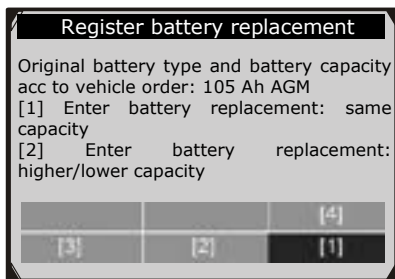 Register battery replacement
Original battery type and battery capacity
acc to vehicle order: 105 Ah AGM
[1] Enter battery replacement: same
capacity
[2] Enter battery replacement:
higher/lower capacity
[4]
[3] [2] [1]